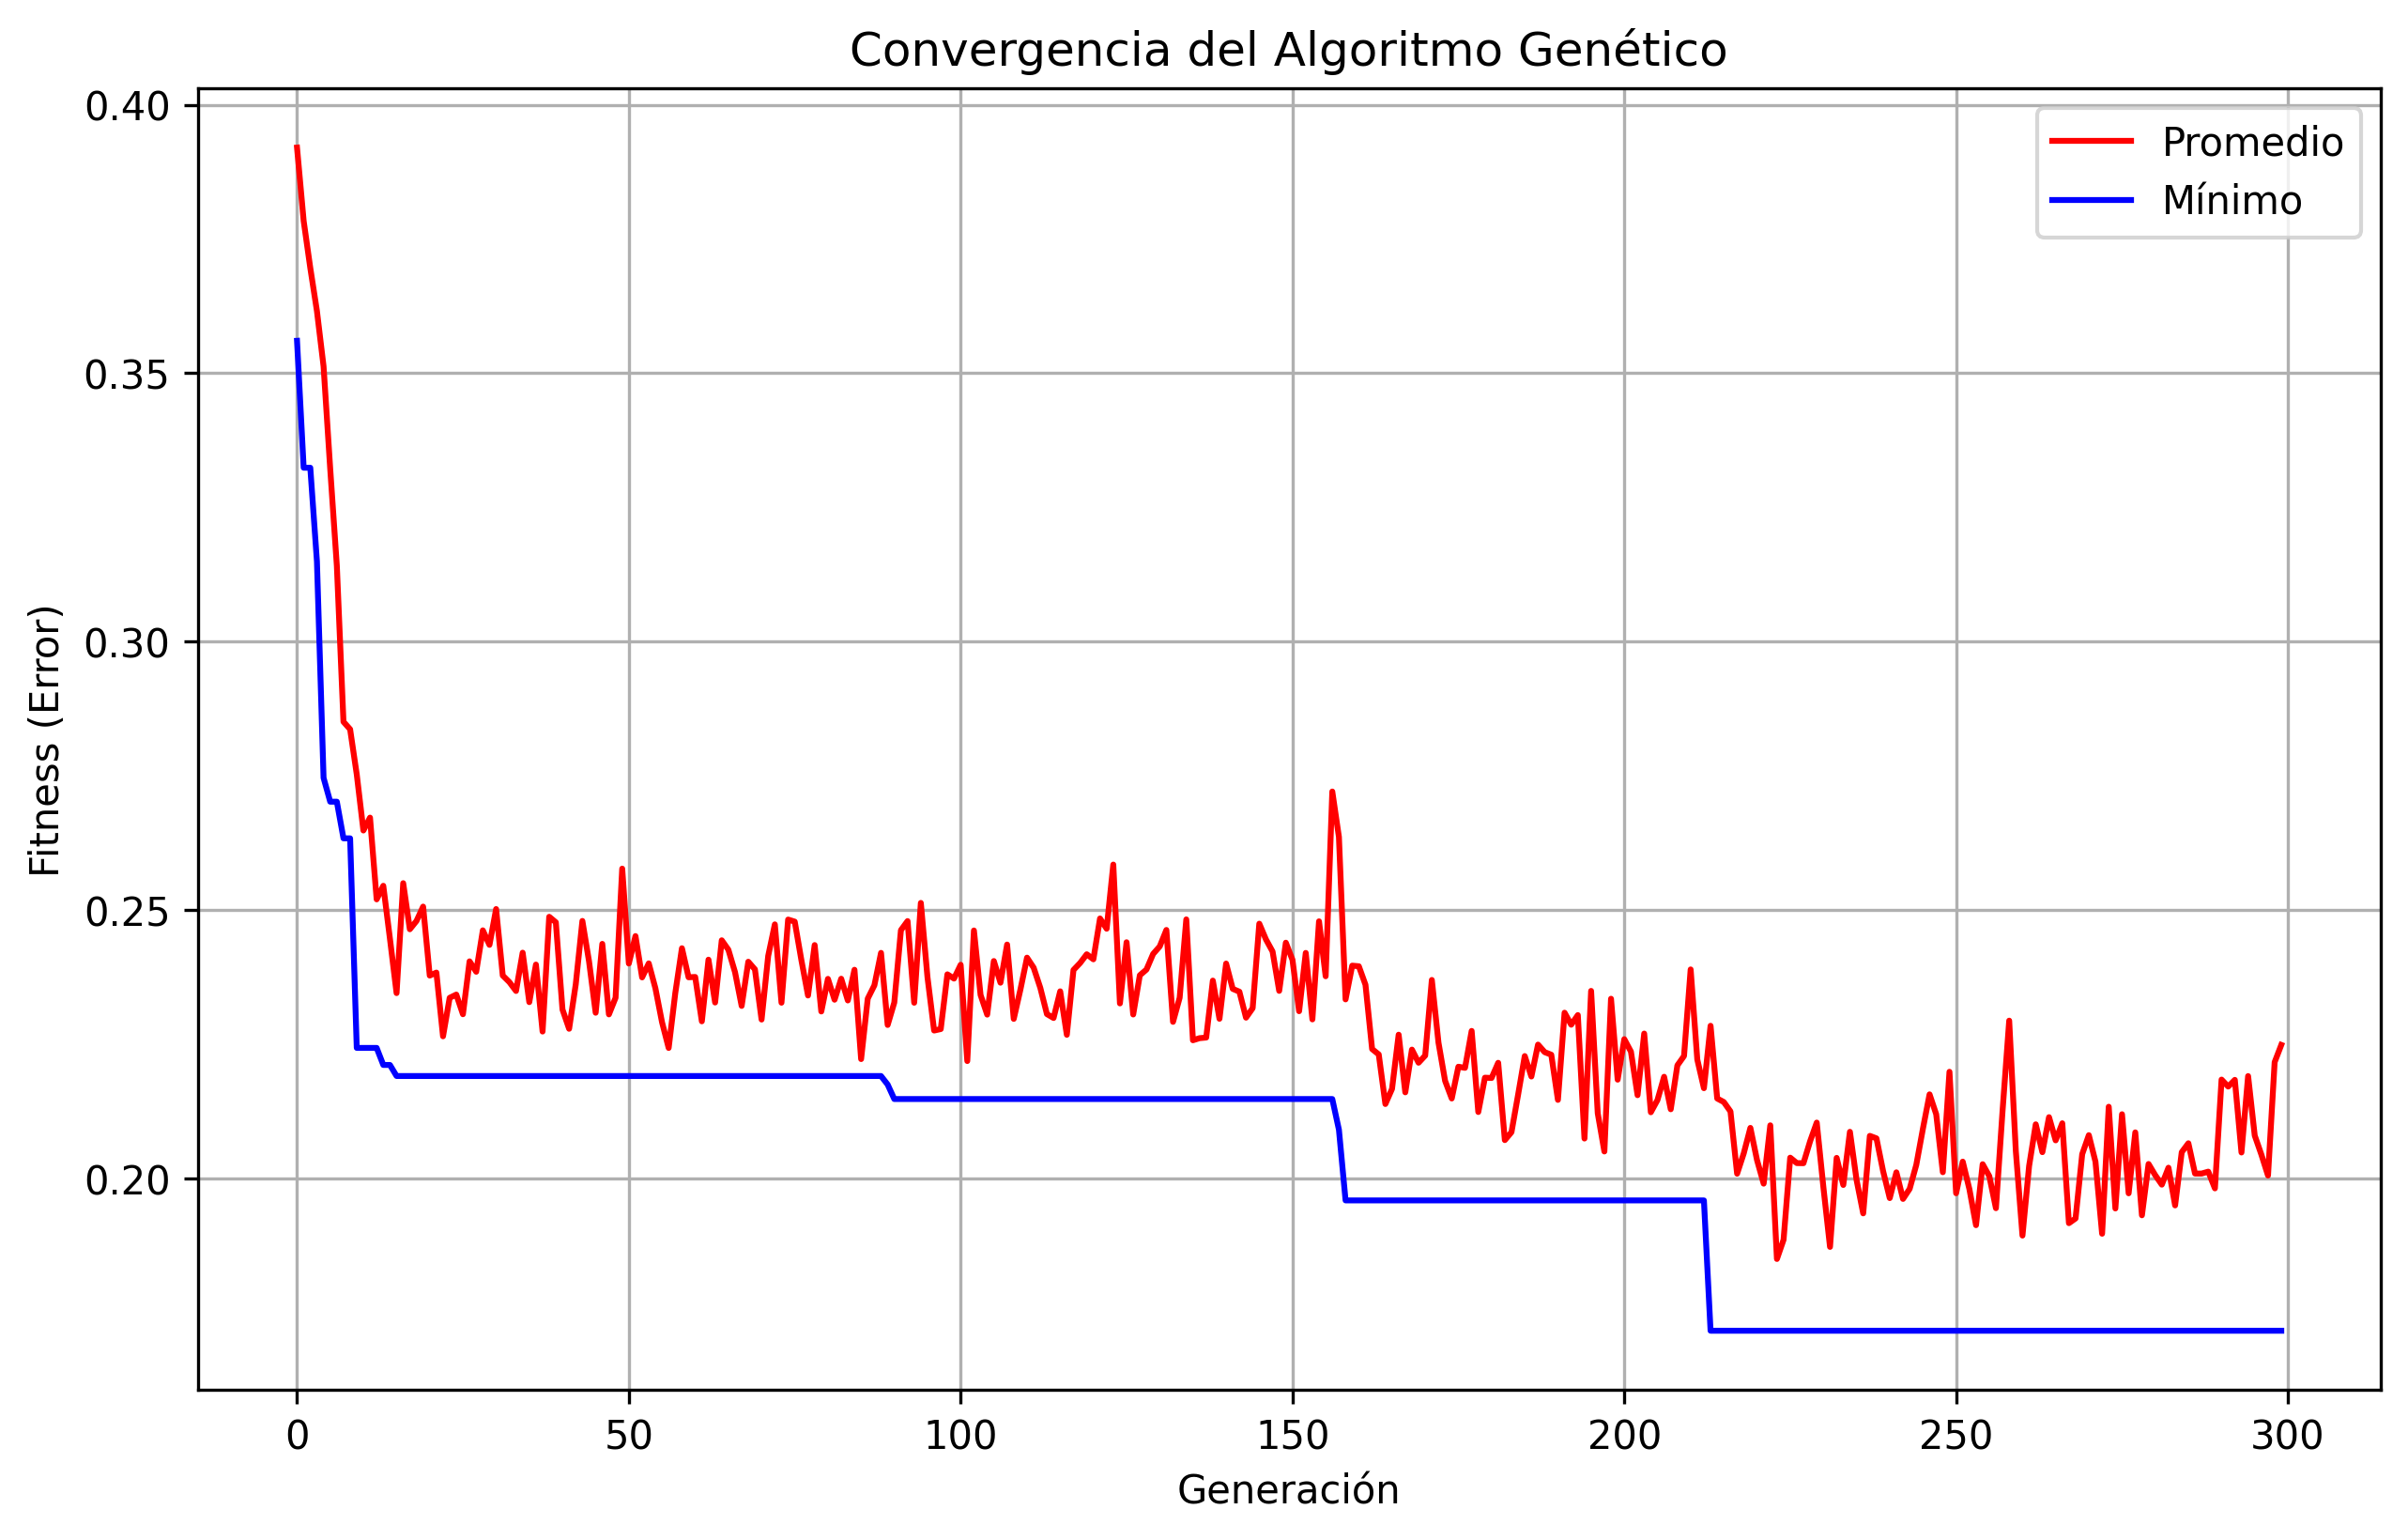 Convergencia del Algoritmo Genético
Promedio
Mínimo
Fitness (Error)
0.40
0.35
0.30
0.25
0.20
0
50
100
150
200
250
300
Generación